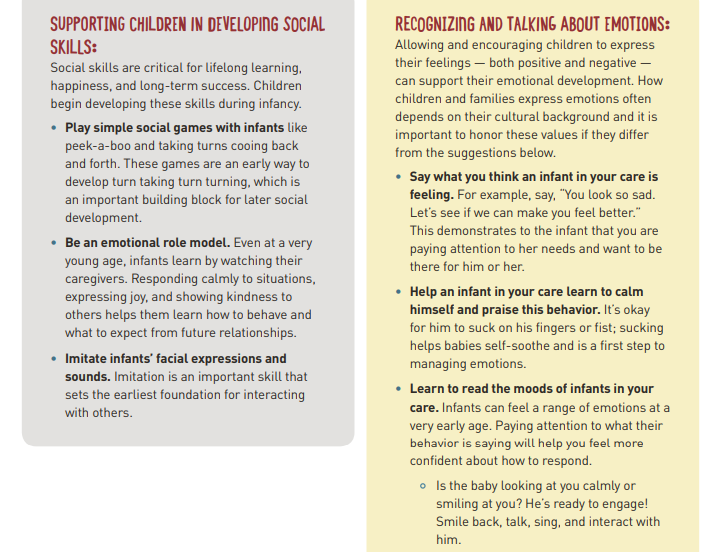 SUPPORTING CHILDREN IN DEVELOPING SOCIAL
SKILLS:
Social skills are critical for lifelong learning,
happiness, and long-term success. Children
begin developing these skills during infancy.
• Play simple social games with infants like
peek-a-boo and taking turns cooing back
and forth. These games are an early way to
develop turn taking turn turning, which is
an important building block for later social
development.
• Be an emotional role model. Even at a very
young age, infants learn by watching their
caregivers. Responding calmly to situations,
expressing joy, and showing kindness to
others helps them learn how to behave and
what to expect from future relationships.
• Imitate infants' facial expressions and
sounds. Imitation is an important skill that
sets the earliest foundation for interacting
with others.
RECOGNIZING AND TALKING ABOUT EMOTIONS:
Allowing and encouraging children to express
their feelings — both positive and negative —
can support their emotional development. How
children and families express emotions often
depends on their cultural background and it is
important to honor these values if they differ
from the suggestions below.
• Say what you think an infant in your care is
feeling. For example, say, "You look so sad.
Let's see if we can make you feel better."
This demonstrates to the infant that you are
paying attention to her needs and want to be
there for him or her.
• Help an infant in your care learn to calm
himself and praise this behavior. It's okay
for him to suck on his fingers or fist; sucking
helps babies self-soothe and is a first step to
managing emotions.
• Learn to read the moods of infants in your
care. Infants can feel a range of emotions at a
very early age. Paying attention to what their
behavior is saying will help you feel more
confident about how to respond.
○ Is the baby looking at you calmly or
smiling at you? He's ready to engage!
Smile back, talk, sing, and interact with
him.